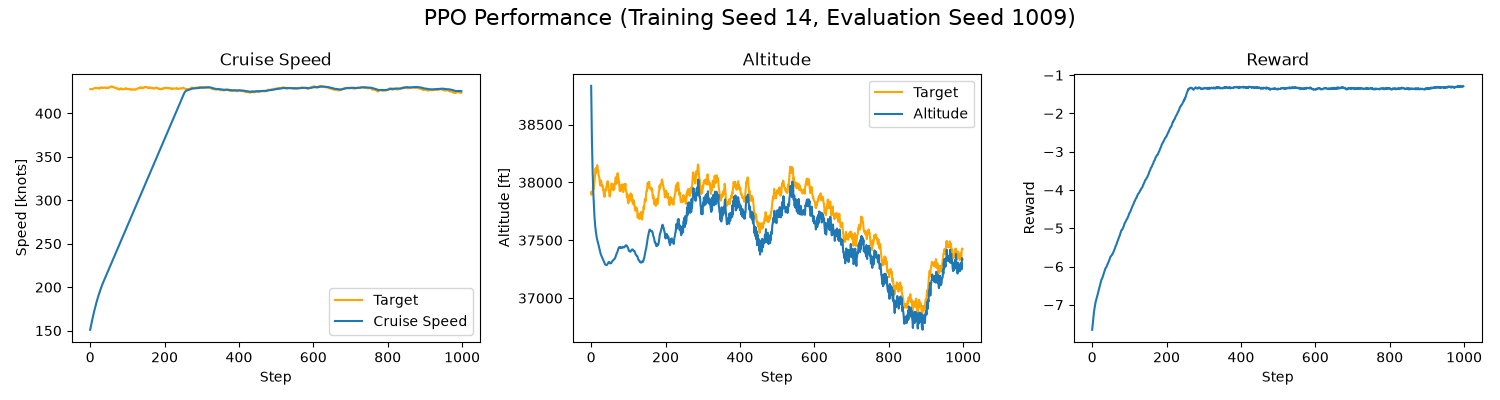 PPO Performance (Training Seed 14, Evaluation Seed 1009)
Cruise Speed
Speed [knots]
400
350
300
250
200
150
0 200 400 600 800 1000
Step
Target
Cruise Speed
Altitude
Altitude [ft]
38500
38000
37500
37000
0 200 400 600 800 1000
Step
Target
Altitude
Reward
Reward
−1
−2
−3
−4
−5
−6
−7
0 200 400 600 800 1000
Step